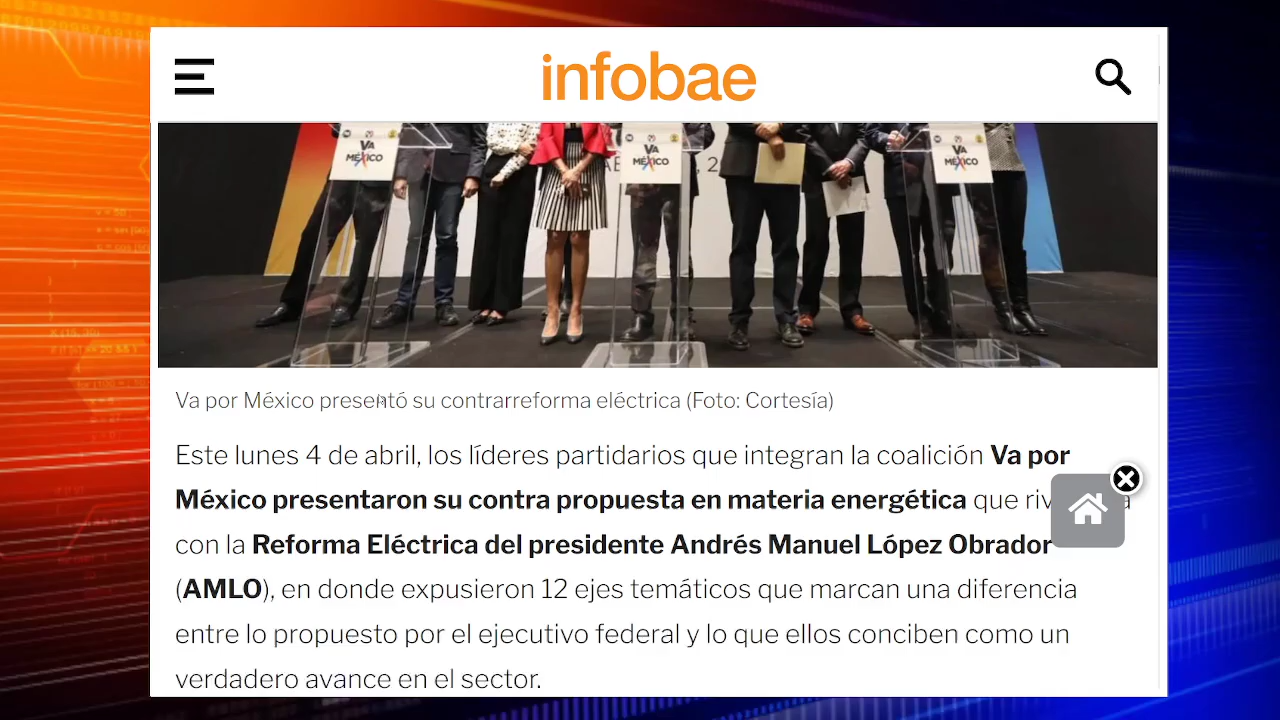 infobae
VA
MÉXICO
VA
MÉXICO
VA
MÉXICO
Va por México presentó su contrarreforma eléctrica (Foto: Cortesía)
Este lunes 4 de abril, los líderes partidarios que integran la coalición Va por
México presentaron su contra propuesta en materia energética que
con la Reforma Eléctrica del presidente Andrés Manuel López Obrador
(AMLO), en donde expusieron 12 ejes temáticos que marcan una diferencia
entre lo propuesto por el ejecutivo federal y lo que ellos conciben como un
verdadero avance en el sector.